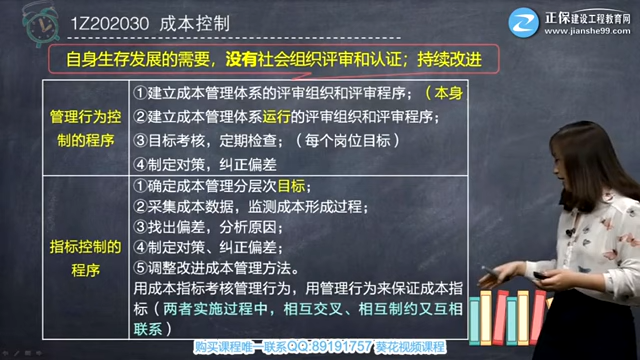 1Z202030 成本控制
正保建设工程教育网
www.jianshe99.com
自身生存发展的需要，没有社会组织评审和认证；持续改进
管理行为控
制的程序
①建立成本管理体系的评审组织和评审程序；（本身
②建立成本管理体系运行的评审组织和评审程序；
③目标考核，定期检查；（每个岗位目标）
④制定对策，纠正偏差
指标控制的
程序
①确定成本管理分层次目标；
②采集成本数据，监测成本形成过程；
③找出偏差，分析原因；
④制定对策、纠正偏差；
⑤调整改进成本管理方法。
用成本指标考核管理行为，用管理行为来保证成本指
标（两者实施过程中，相互交叉、相互制约又互相
联系）
购买课程唯一联系QQ:89191757 葵花视频课程